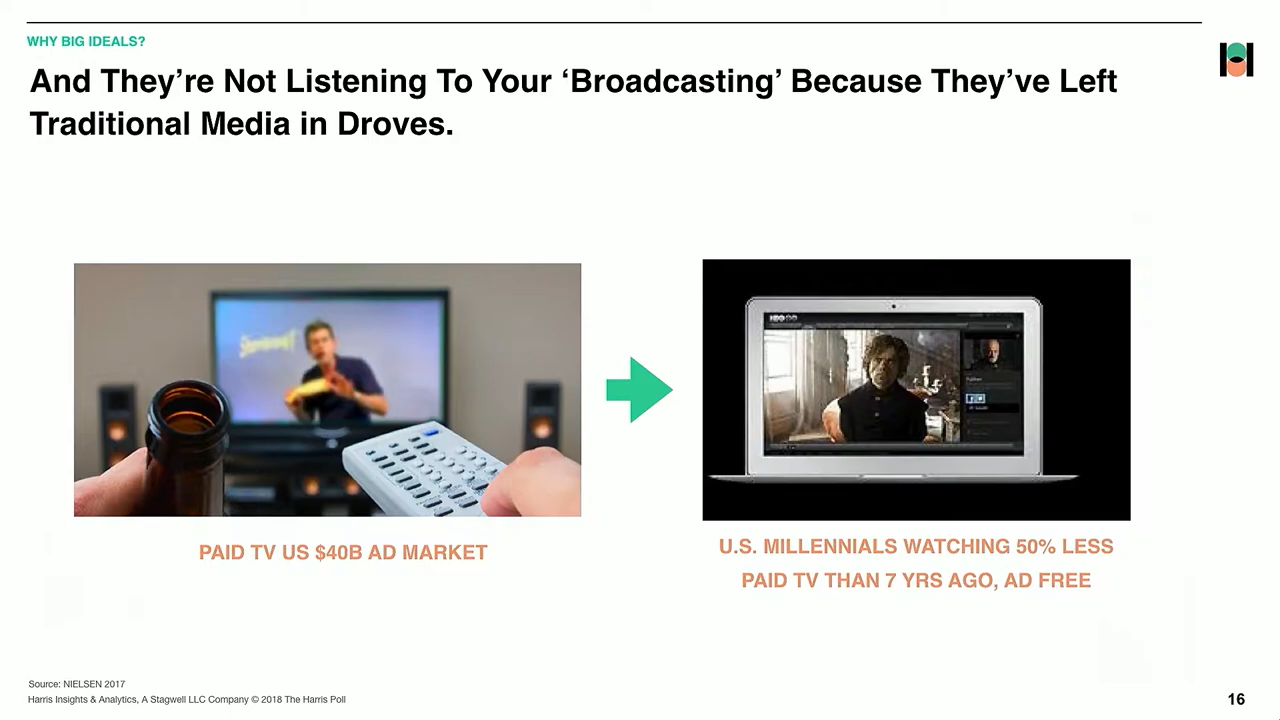 WHY BIG IDEALS?
And They’re Not Listening To Your ‘Broadcasting’ Because They’ve Left
Traditional Media in Droves.
HBO GO
PAID TV US $40B AD MARKET
U.S. MILLENNIALS WATCHING 50% LESS
PAID TV THAN 7 YRS AGO, AD FREE
Source: NIELSEN 2017
Harris Insights & Analytics, A Stagwell LLC Company © 2018 The Harris Poll
16